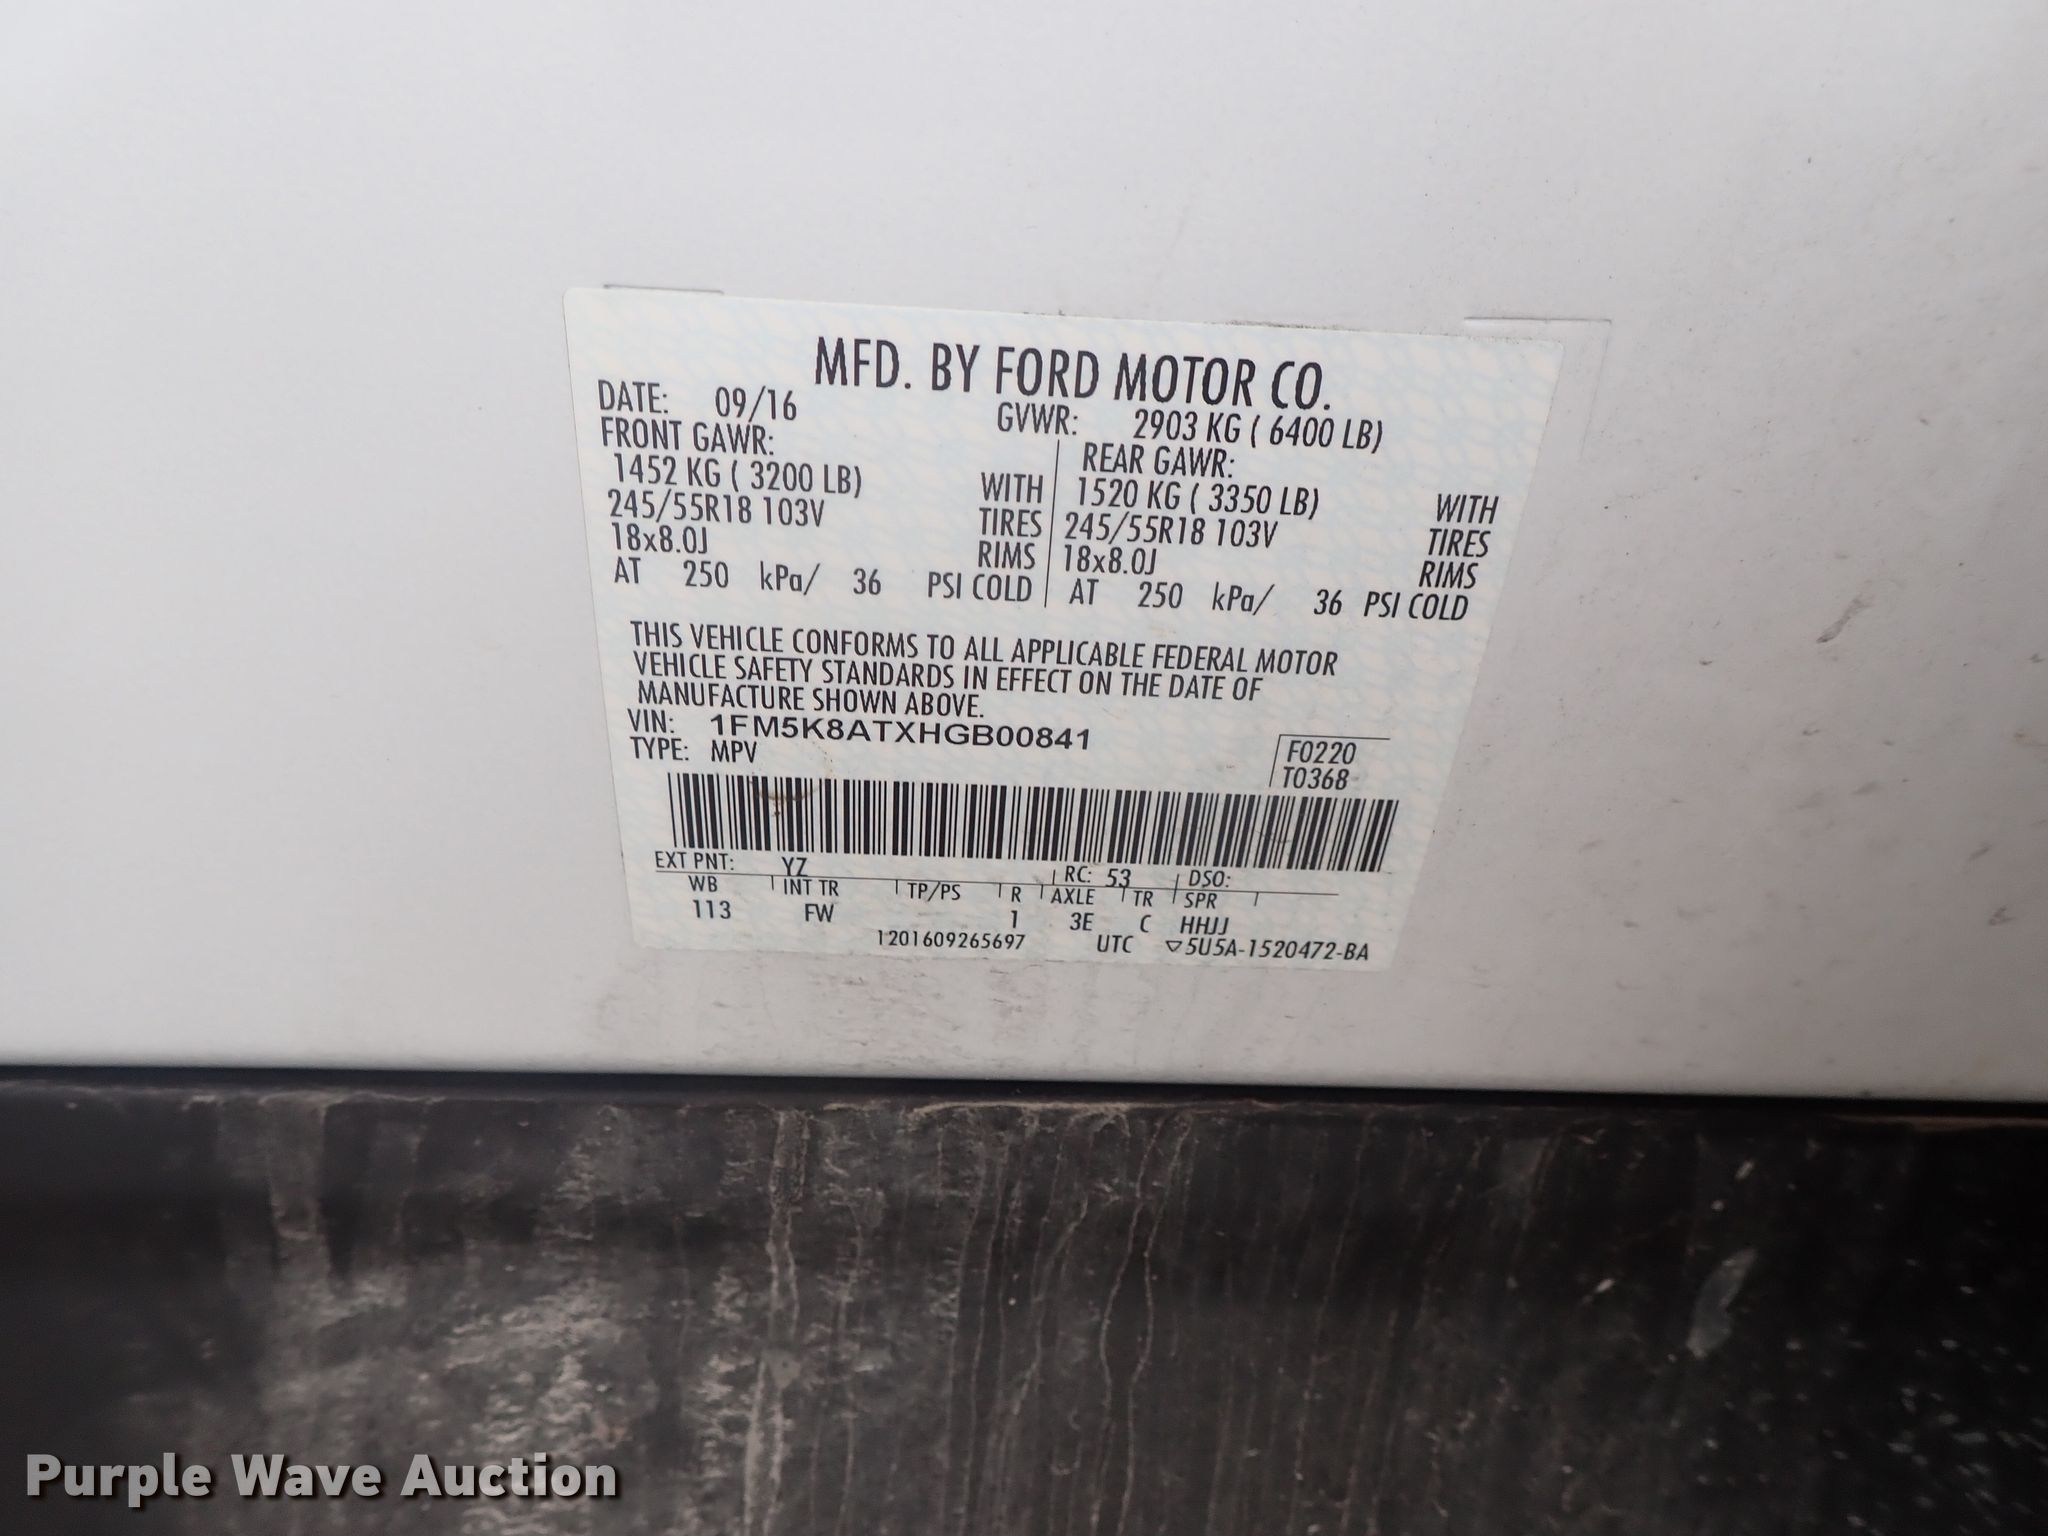 MFD. BY FORD MOTOR CO.
DATE: 09/16 GVWR: 2903 KG ( 6400 LB)
FRONT GAWR: REAR GAWR:
1452 KG ( 3200 LB) WITH 1520 KG ( 3350 LB) WITH
245/55R18 103V TIRES 245/55R18 103V TIRES
18x8.0J RIMS 18x8.0J RIMS
AT 250 kPa/ 36 PSI COLD AT 250 kPa/ 36 PSI COLD
THIS VEHICLE CONFORMS TO ALL APPLICABLE FEDERAL MOTOR
VEHICLE SAFETY STANDARDS IN EFFECT ON THE DATE OF
MANUFACTURE SHOWN ABOVE.
VIN: 1FM5K8ATXHGB00841
TYPE: MPV F0220
T0368
EXT PNT: YZ RC: 53 DSO:
WB INT TR TP/PS R AXLE TR SPR
113 FW 1 3E C HHJJ
1201609265697 UTC ▽5U5A-1520472-BA
Purple Wave Auction